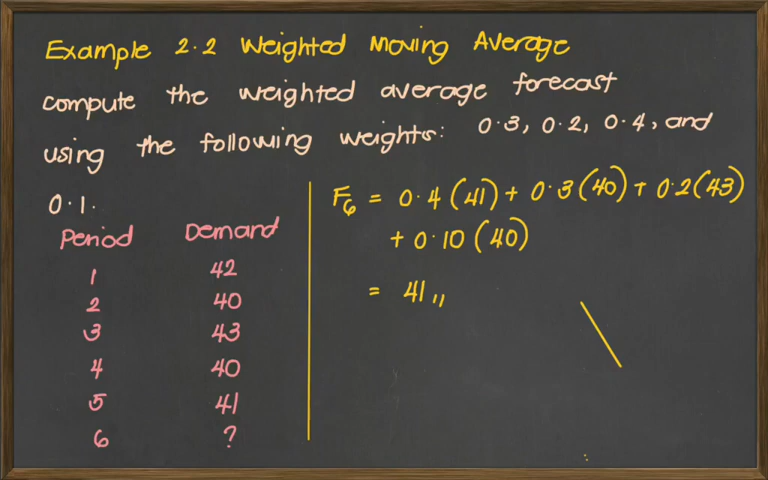 Example 2.2 Weighted Moving Average
compute the weighted average forecast
using the following weights: 0.3, 0.2, 0.4, and
0.1.
Period Demand
1 42
2 40
3 43
4 40
5 41
6 ?
F6 = 0.4(41) + 0.3(40) + 0.2(43)
+ 0.10(40)
= 41,,